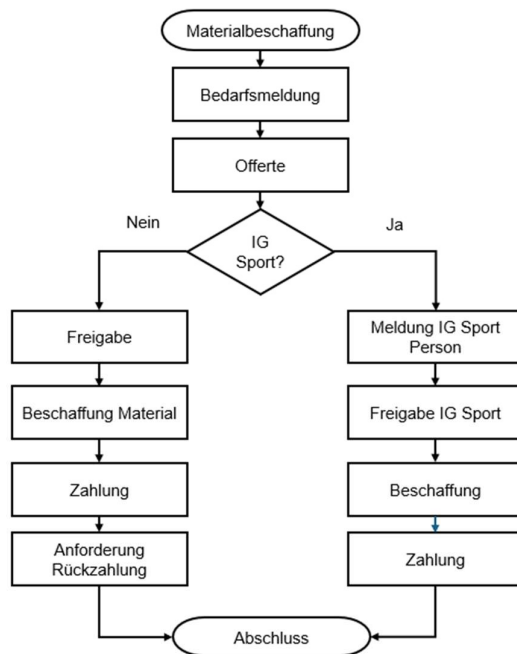 Materialbeschaffung
Bedarfsmeldung
Offerte
Nein
Ja
IG
Sport?
Freigabe
Beschaffung Material
Zahlung
Anforderung
Rückzahlung
Meldung IG Sport
Person
Freigabe IG Sport
Beschaffung
Zahlung
Abschluss